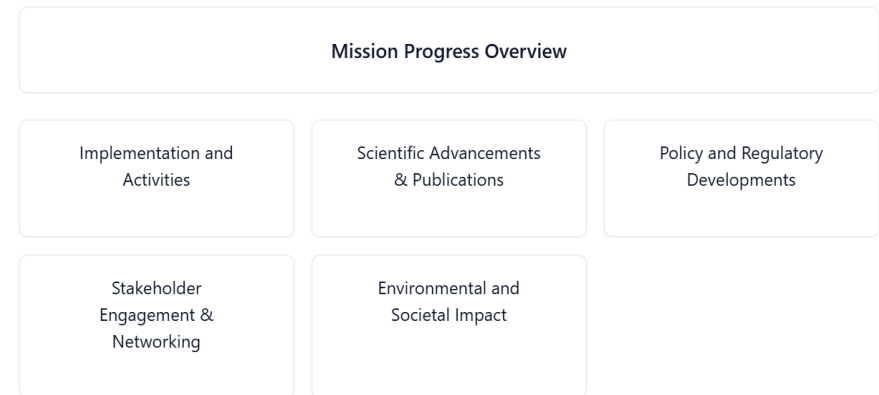 Mission Progress Overview
Implementation and
Activities
Scientific Advancements
& Publications
Policy and Regulatory
Developments
Stakeholder
Engagement &
Networking
Environmental and
Societal Impact